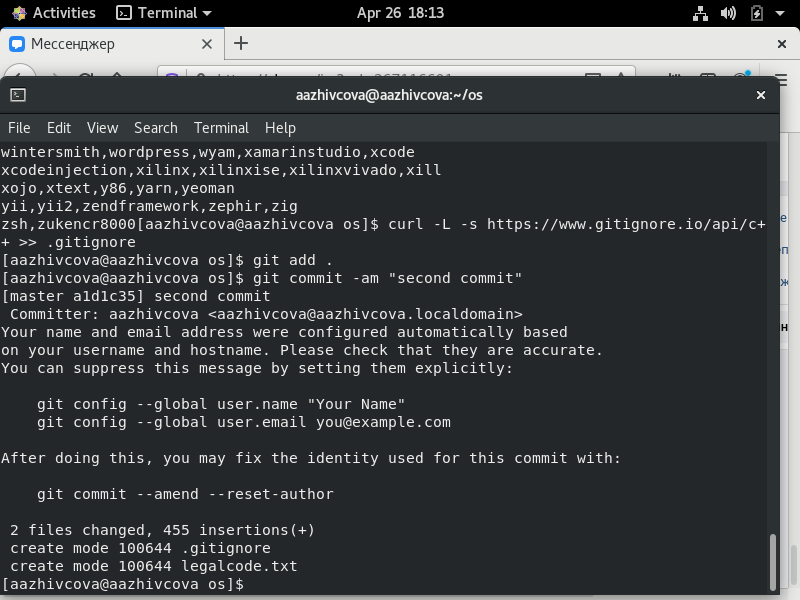 Activities
Terminal
Apr 26 18:13
Мессенджер
aazhivcova@aazhivcova:~/os
File Edit View Search Terminal Help
wintersmith,wordpress,wyam,xamarinstudio,xcode
xcodeinjection,xilinx,xilinxise,xilinxvivado,xill
xojo,xtext,y86,yarn,yeoman
yii,yii2,zendframework,zephir,zig
zsh,zukencr8000[aazhivcova@aazhivcova os]$ curl -L -s https://www.gitignore.io/api/c+
+ >> .gitignore
[aazhivcova@aazhivcova os]$ git add .
[aazhivcova@aazhivcova os]$ git commit -am "second commit"
[master a1d1c35] second commit
 Committer: aazhivcova <aazhivcova@aazhivcova.localdomain>
Your name and email address were configured automatically based
on your username and hostname. Please check that they are accurate.
You can suppress this message by setting them explicitly:
    git config --global user.name "Your Name"
    git config --global user.email you@example.com
After doing this, you may fix the identity used for this commit with:
    git commit --amend --reset-author
 2 files changed, 455 insertions(+)
 create mode 100644 .gitignore
 create mode 100644 legalcode.txt
[aazhivcova@aazhivcova os]$